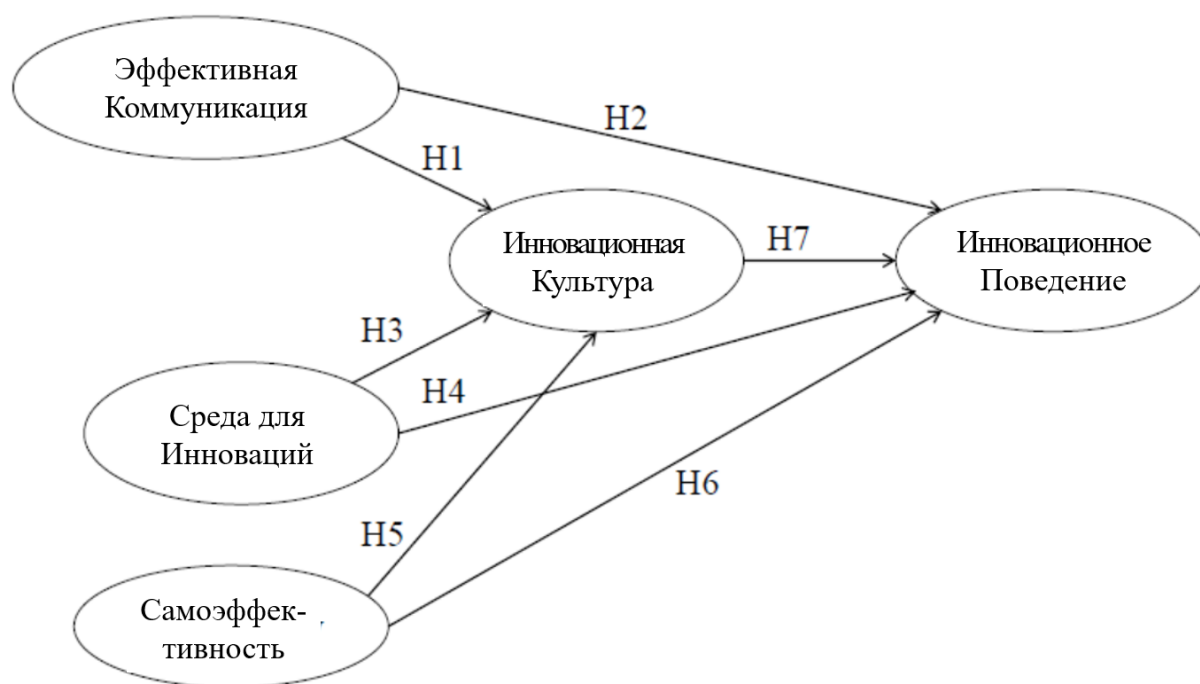 Эффективная
Коммуникация
H2
H1
Инновационная
Культура
H7
Инновационное
Поведение
H3
Среда для
Инноваций
H4
H6
H5
Самоэффек-
тивность